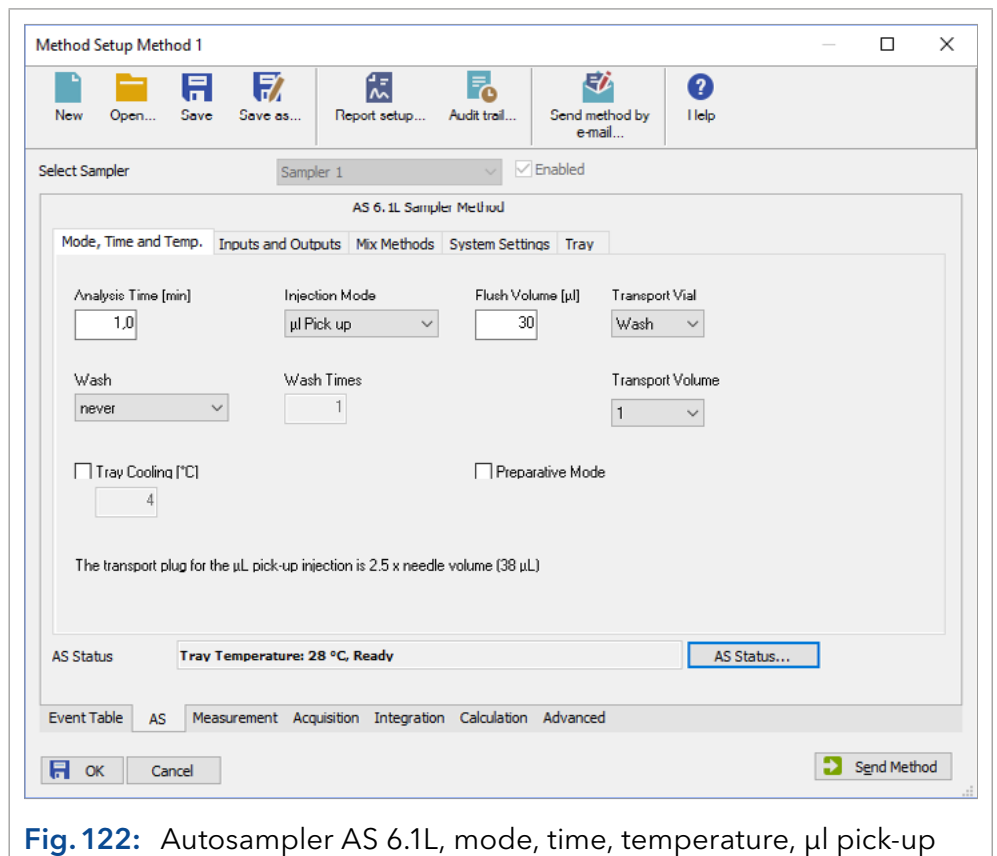 Method Setup Method 1
New Open... Save Save as... Report setup... Audit trail... Send method by e-mail... Help
Select Sampler Sampler 1 Enabled
AS 6.1L Sampler Method
Mode, Time and Temp. Inputs and Outputs Mix Methods System Settings Tray
Analysis Time [min] Injection Mode Flush Volume [µl] Transport Vial
1,0 µl Pick up 30 Wash
Wash Wash Times Transport Volume
never 1 1
Tray Cooling [°C] Preparative Mode
4
The transport plug for the µL pick-up injection is 2.5 x needle volume (38 µL)
AS Status Tray Temperature: 28 °C, Ready AS Status...
Event Table AS Measurement Acquisition Integration Calculation Advanced
OK Cancel Send Method
Fig. 122: Autosampler AS 6.1L, mode, time, temperature, µl pick-up